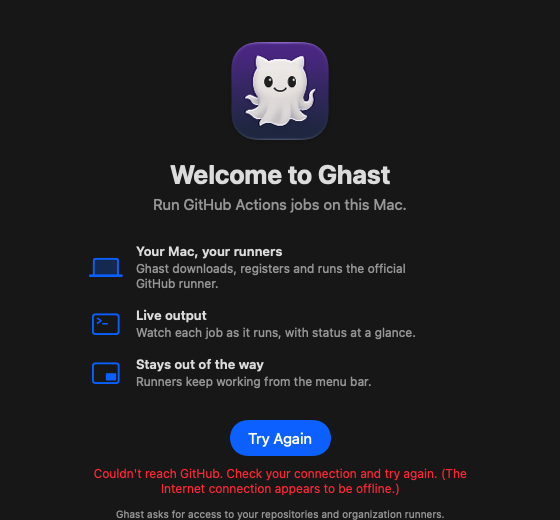 Welcome to Ghast
Run GitHub Actions jobs on this Mac.
Your Mac, your runners
Ghast downloads, registers and runs the official
GitHub runner.
Live output
Watch each job as it runs, with status at a glance.
Stays out of the way
Runners keep working from the menu bar.
Try Again
Couldn't reach GitHub. Check your connection and try again. (The
Internet connection appears to be offline.)
Ghast asks for access to your repositories and organization runners.